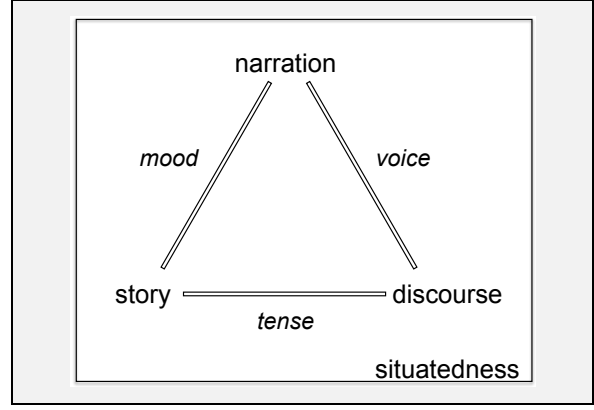 narration
mood
voice
story
discourse
tense
situatedness